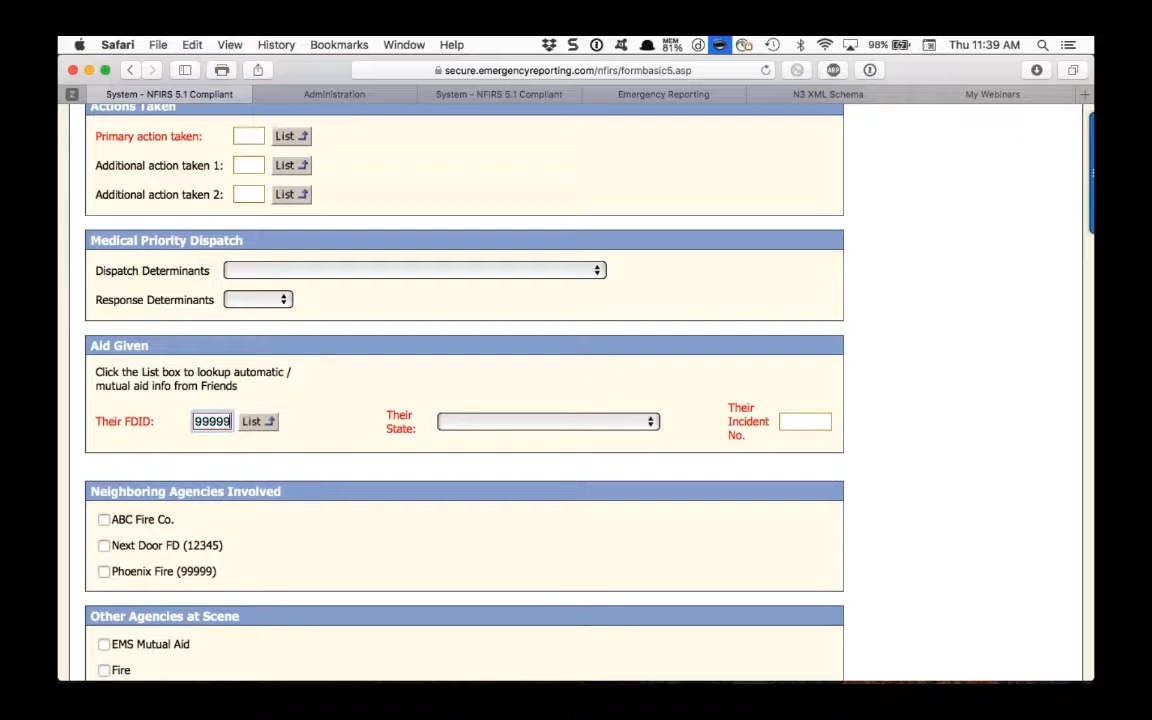 Safari File Edit View History Bookmarks Window Help MEM 81% 98% Thu 11:39 AM
secure.emergencyreporting.com/nfirs/formbasic5.asp ABP
Z System - NFIRS 5.1 Compliant Administration System - NFIRS 5.1 Compliant Emergency Reporting N3 XML Schema My Webinars +
Actions Taken
Primary action taken: List
Additional action taken 1: List
Additional action taken 2: List
Medical Priority Dispatch
Dispatch Determinants
Response Determinants
Aid Given
Click the List box to lookup automatic /
mutual aid info from Friends
Their FDID: 99999 List
Their
State:
Their
Incident
No.
Neighboring Agencies Involved
ABC Fire Co.
Next Door FD (12345)
Phoenix Fire (99999)
Other Agencies at Scene
EMS Mutual Aid
Fire